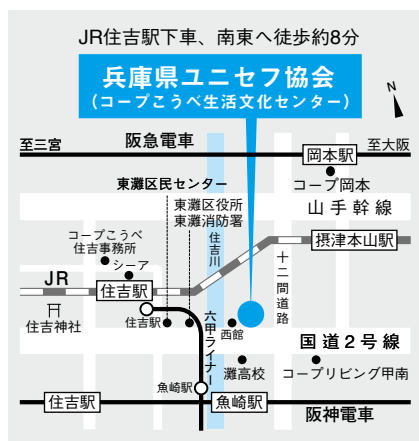 JR住吉駅下車、南東へ徒歩約8分
兵庫県ユニセフ協会
(コープこうべ生活文化センター)
N
至三宮
阪急電車
至大阪
岡本駅
コープ岡本
東灘区民センター
東灘区役所
東灘消防署
住吉川
山手幹線
コープこうべ
住吉事務所
シーア
摂津本山駅
十二間道路
JR
住吉駅
住吉神社
住吉駅
六甲ライナー
西館
国道2号線
灘高校
コープリビング甲南
魚崎駅
住吉駅
魚崎駅
阪神電車